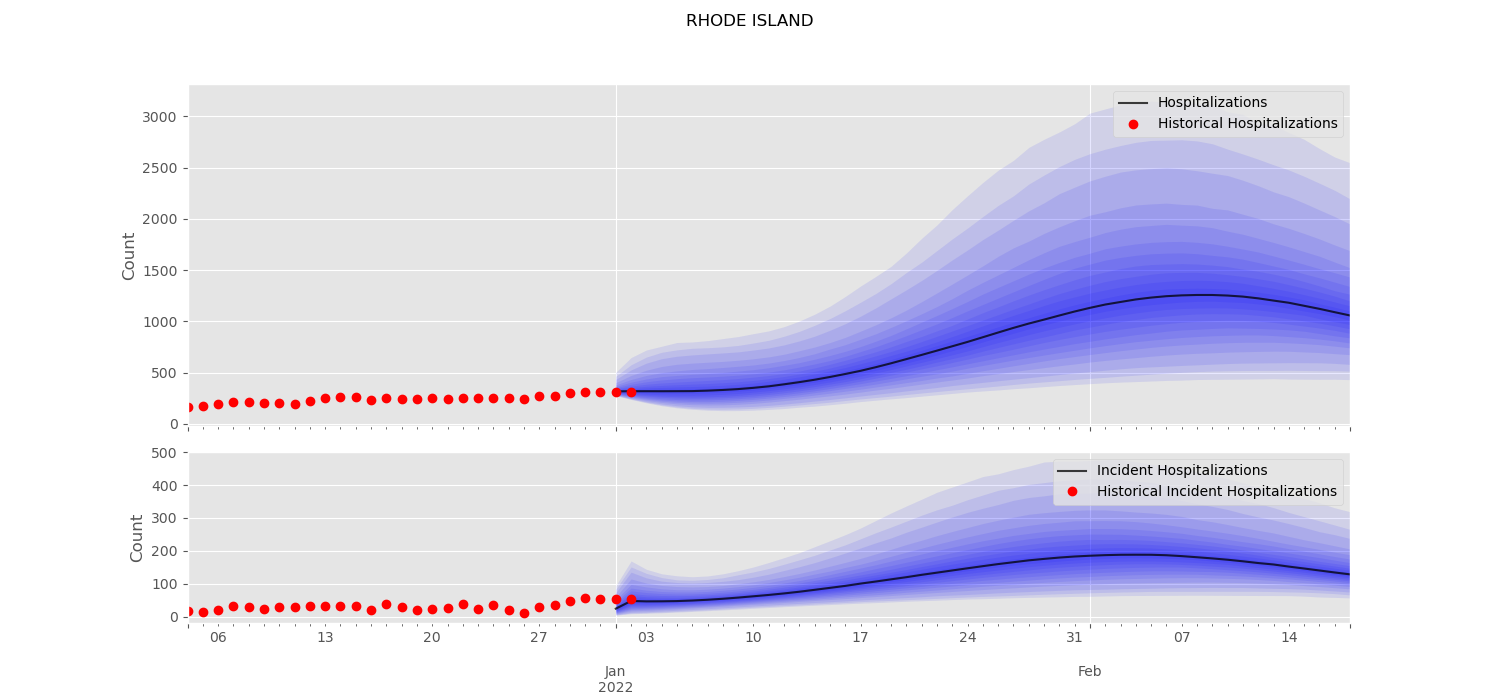 RHODE ISLAND
Hospitalizations
Historical Hospitalizations
3000
2500
2000
1500
1000
500
0
Count
Incident Hospitalizations
Historical Incident Hospitalizations
500
400
300
200
100
0
Count
06 13 20 27 03 10 17 24 31 07 14
Jan Feb
2022